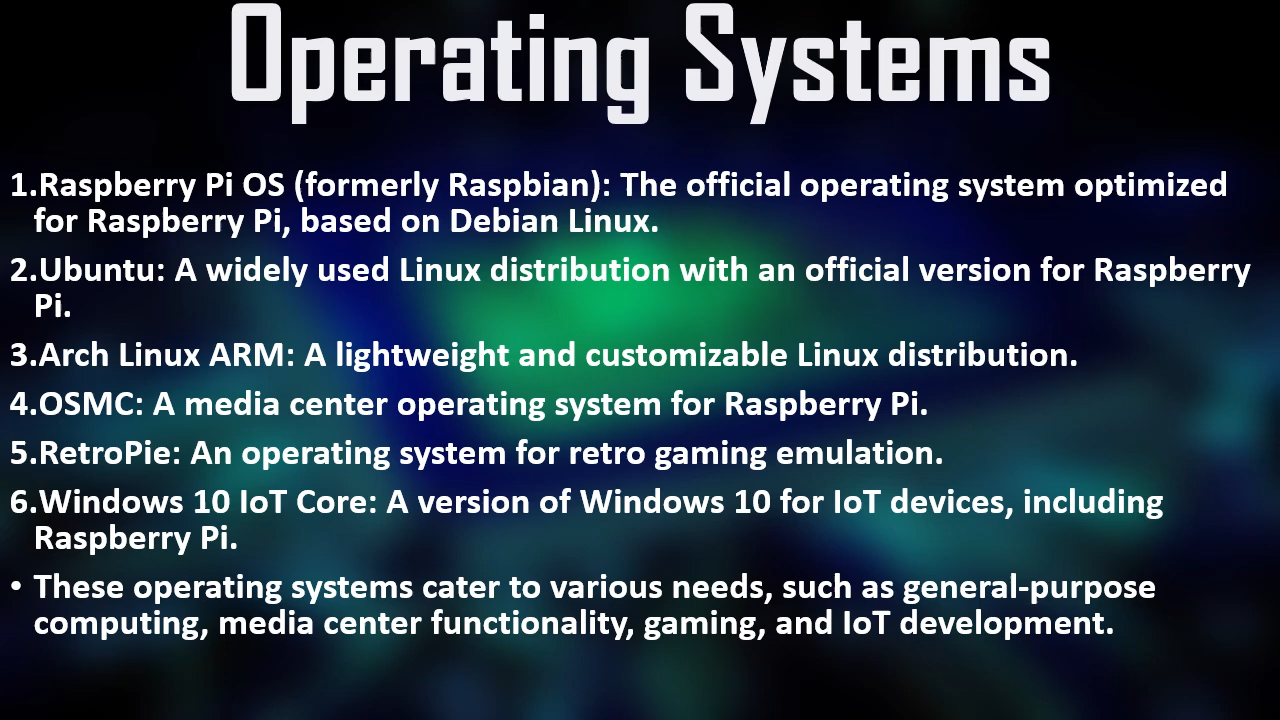 Operating Systems
1.Raspberry Pi OS (formerly Raspbian): The official operating system optimized
for Raspberry Pi, based on Debian Linux.
2.Ubuntu: A widely used Linux distribution with an official version for Raspberry
Pi.
3.Arch Linux ARM: A lightweight and customizable Linux distribution.
4.OSMC: A media center operating system for Raspberry Pi.
5.RetroPie: An operating system for retro gaming emulation.
6.Windows 10 IoT Core: A version of Windows 10 for IoT devices, including
Raspberry Pi.
• These operating systems cater to various needs, such as general-purpose
computing, media center functionality, gaming, and IoT development.